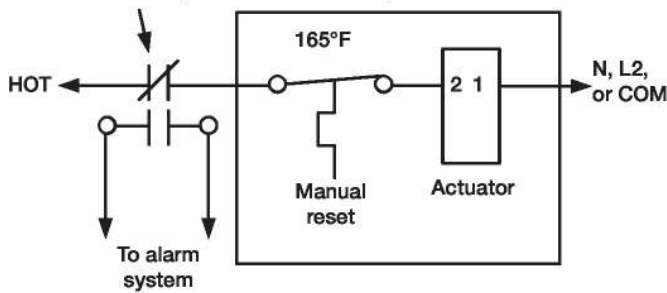 165°F
HOT
2 1
N, L2,
or COM
Manual
reset
Actuator
To alarm
system